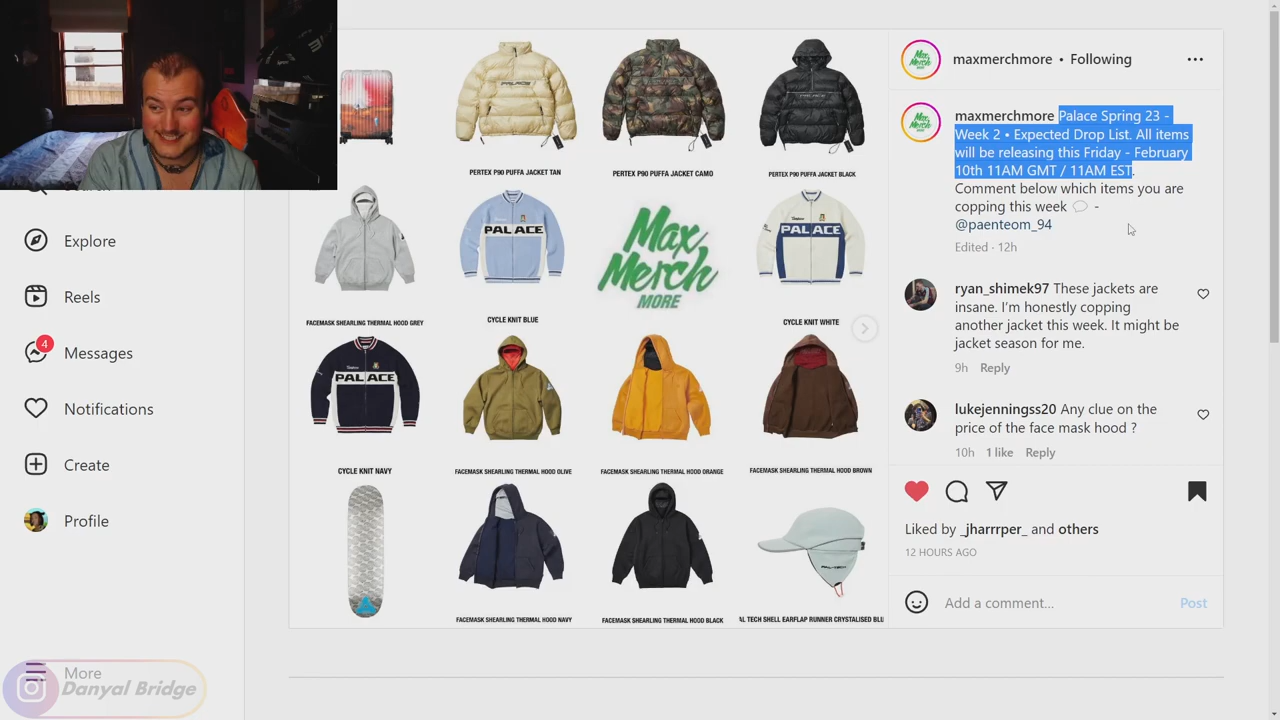 Explore
Reels
4
Messages
Notifications
Create
Profile
More
Danyal Bridge
PERTEX P90 PUFFA JACKET TAN
PERTEX P90 PUFFA JACKET CAMO
PERTEX P90 PUFFA JACKET BLACK
PALACE
PALACE
Max
Merch
MORE
FACEMASK SHEARLING THERMAL HOOD GREY
CYCLE KNIT BLUE
CYCLE KNIT WHITE
PALACE
CYCLE KNIT NAVY
FACEMASK SHEARLING THERMAL HOOD OLIVE
FACEMASK SHEARLING THERMAL HOOD ORANGE
FACEMASK SHEARLING THERMAL HOOD BROWN
FACEMASK SHEARLING THERMAL HOOD NAVY
FACEMASK SHEARLING THERMAL HOOD BLACK
AL TECH SHELL EARFLAP RUNNER CRYSTALISED BLU
maxmerchmore • Following
maxmerchmore Palace Spring 23 -
Week 2 • Expected Drop List. All items
will be releasing this Friday - February
10th 11AM GMT / 11AM EST.
Comment below which items you are
copping this week 💬 -
@paenteom_94
Edited · 12h
ryan_shimek97 These jackets are
insane. I'm honestly copping
another jacket this week. It might be
jacket season for me.
9h Reply
lukejenningss20 Any clue on the
price of the face mask hood ?
10h 1 like Reply
Liked by _jharrrper_ and others
12 HOURS AGO
Add a comment...
Post